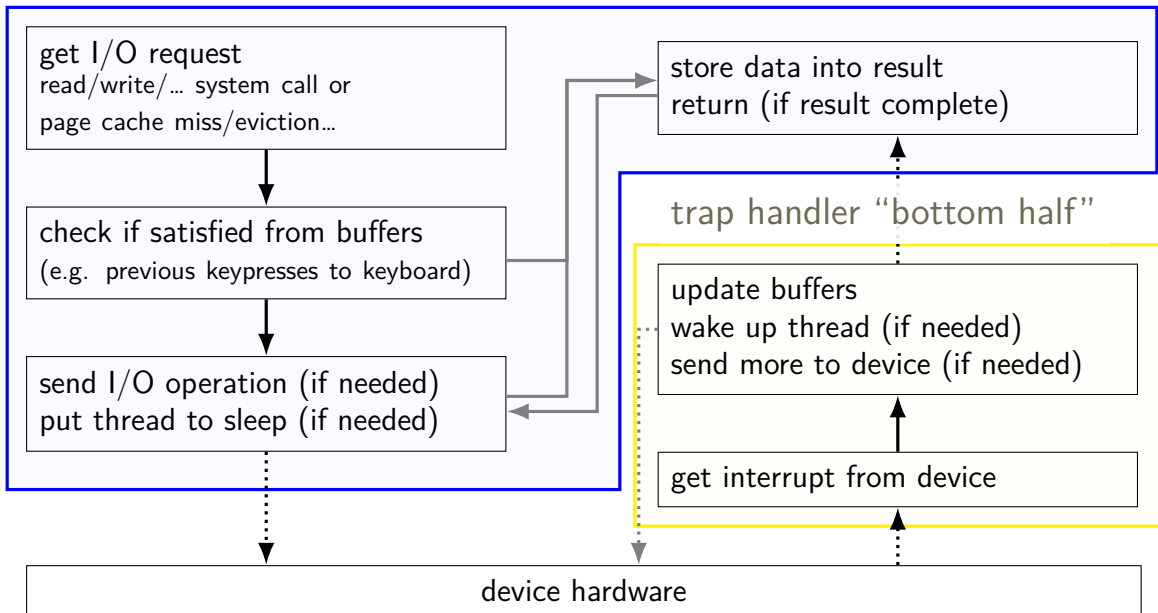 get I/O request
read/write/… system call or
page cache miss/eviction…
check if satisfied from buffers
(e.g. previous keypresses to keyboard)
send I/O operation (if needed)
put thread to sleep (if needed)
store data into result
return (if result complete)
trap handler “bottom half”
update buffers
wake up thread (if needed)
send more to device (if needed)
get interrupt from device
device hardware